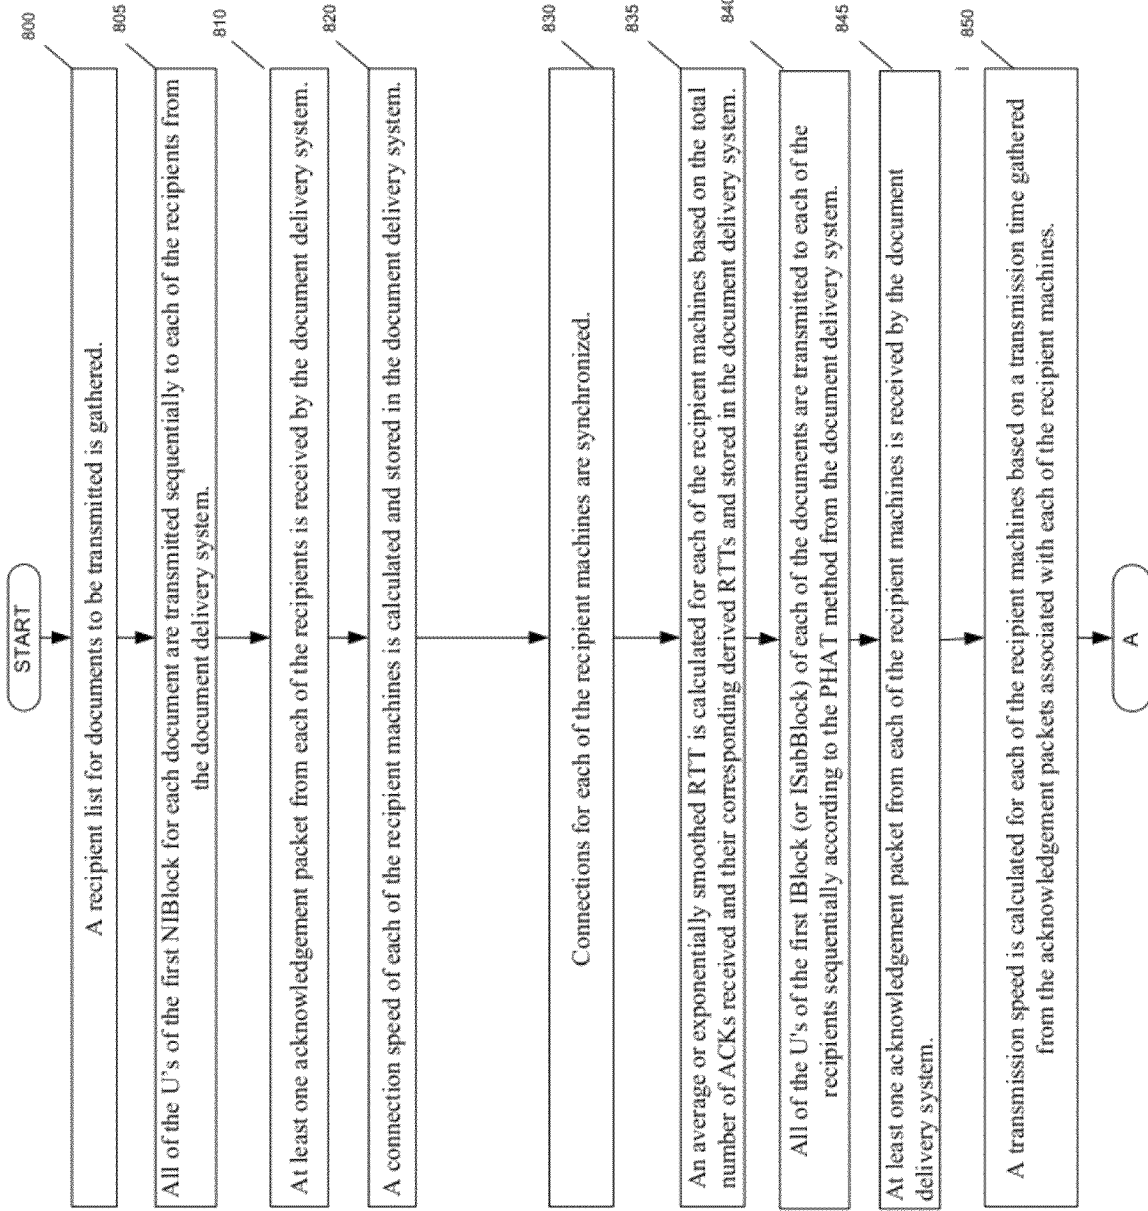 START
800
A recipient list for documents to be transmitted is gathered.
805
All of the U's of the first NIBlock for each document are transmitted sequentially to each of the recipients from
the document delivery system.
810
At least one acknowledgement packet from each of the recipients is received by the document delivery system.
820
A connection speed of each of the recipient machines is calculated and stored in the document delivery system.
830
Connections for each of the recipient machines are synchronized.
835
An average or exponentially smoothed RTT is calculated for each of the recipient machines based on the total
number of ACKs received and their corresponding derived RTTs and stored in the document delivery system.
840
All of the U's of the first IBlock (or ISubBlock) of each of the documents are transmitted to each of the
recipients sequentially according to the PHAT method from the document delivery system.
845
At least one acknowledgement packet from each of the recipient machines is received by the document
delivery system.
850
A transmission speed is calculated for each of the recipient machines based on a transmission time gathered
from the acknowledgement packets associated with each of the recipient machines.
A